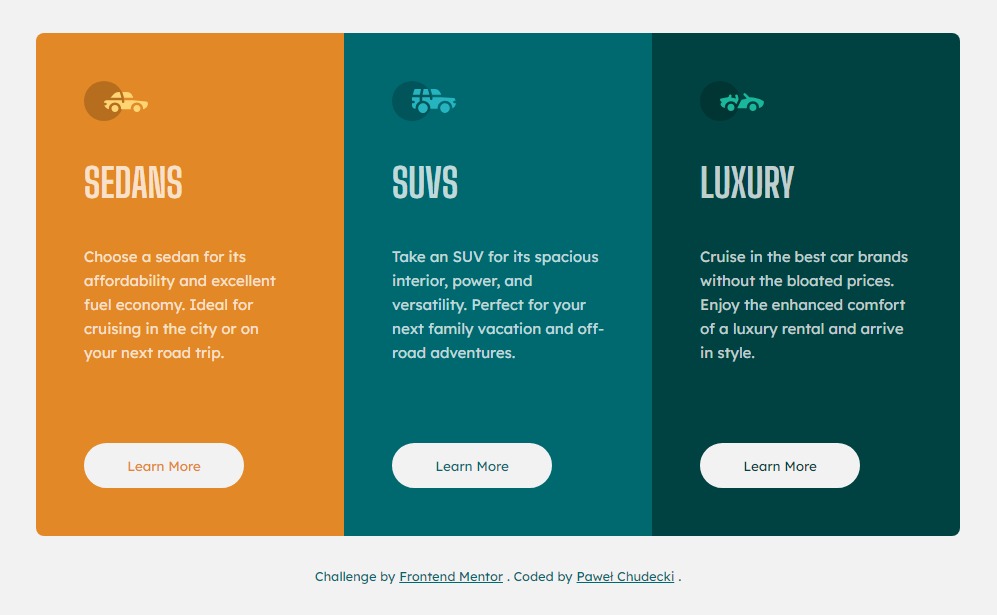 SEDANS
Choose a sedan for its
affordability and excellent
fuel economy. Ideal for
cruising in the city or on
your next road trip.
Learn More
SUVS
Take an SUV for its spacious
interior, power, and
versatility. Perfect for your
next family vacation and off-
road adventures.
Learn More
LUXURY
Cruise in the best car brands
without the bloated prices.
Enjoy the enhanced comfort
of a luxury rental and arrive
in style.
Learn More
Challenge by Frontend Mentor . Coded by Paweł Chudecki .